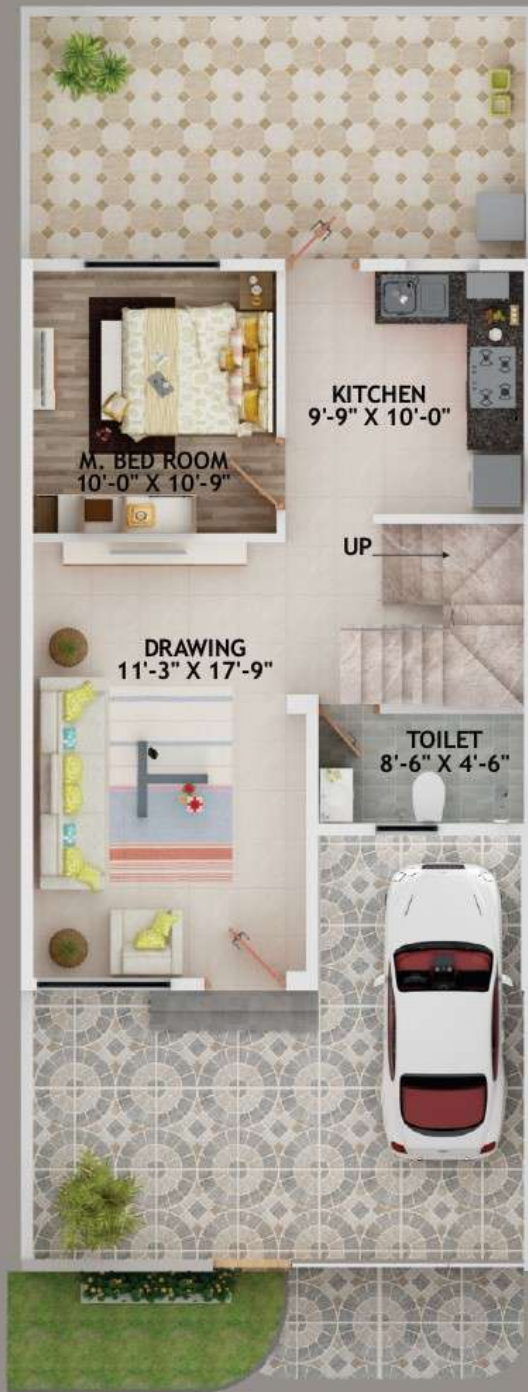 KITCHEN
9'-9" X 10'-0"
M. BED ROOM
10'-0" X 10'-9"
UP
DRAWING
11'-3" X 17'-9"
TOILET
8'-6" X 4'-6"